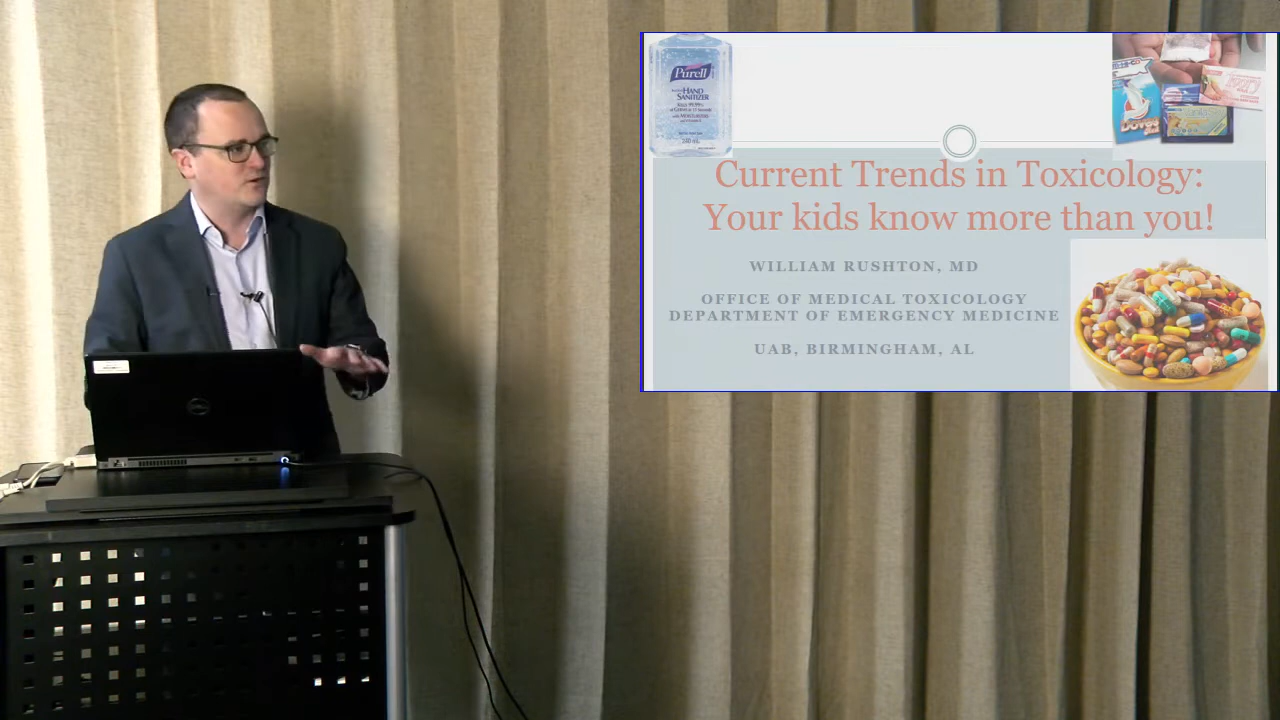 Purell
HAND
SANITIZER
Current Trends in Toxicology:
Your kids know more than you!
WILLIAM RUSHTON, MD
OFFICE OF MEDICAL TOXICOLOGY
DEPARTMENT OF EMERGENCY MEDICINE
UAB, BIRMINGHAM, AL
DELL